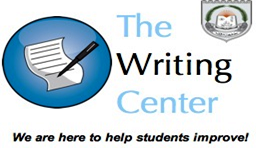 The
Writing
Center
We are here to help students improve!